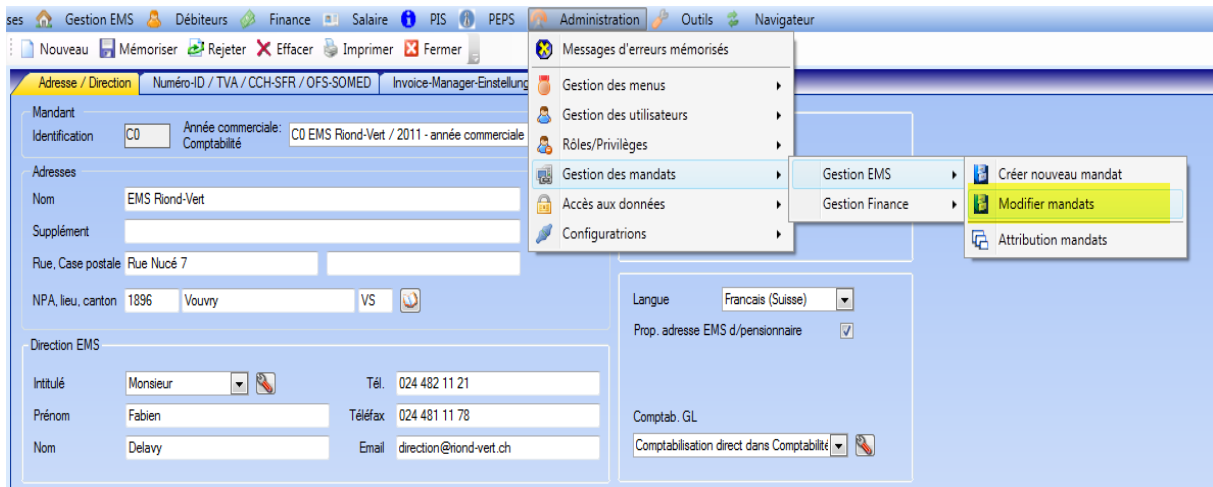 ses Gestion EMS Débiteurs Finance Salaire PIS PEPS Administration Outils Navigateur
Nouveau Mémoriser Rejeter Effacer Imprimer Fermer
Messages d'erreurs mémorisés
Gestion des menus
Gestion des utilisateurs
Rôles/Privilèges
Gestion des mandats
Accès aux données
Configuratrions
Gestion EMS
Gestion Finance
Créer nouveau mandat
Modifier mandats
Attribution mandats
Adresse / Direction Numéro-ID / TVA / CCH-SFR / OFS-SOMED Invoice-Manager-Einstellung
Mandant
Identification C0 Année commerciale: Comptabilité C0 EMS Riond-Vert / 2011 - année commerciale
Adresses
Nom EMS Riond-Vert
Supplément
Rue, Case postale Rue Nucé 7
NPA, lieu, canton 1896 Vouvry VS
Direction EMS
Intitulé Monsieur Tél. 024 482 11 21
Prénom Fabien Téléfax 024 481 11 78
Nom Delavy Email direction@riond-vert.ch
Langue Francais (Suisse)
Prop. adresse EMS d/pensionnaire
Comptab. GL
Comptabilisation direct dans Comptabilité